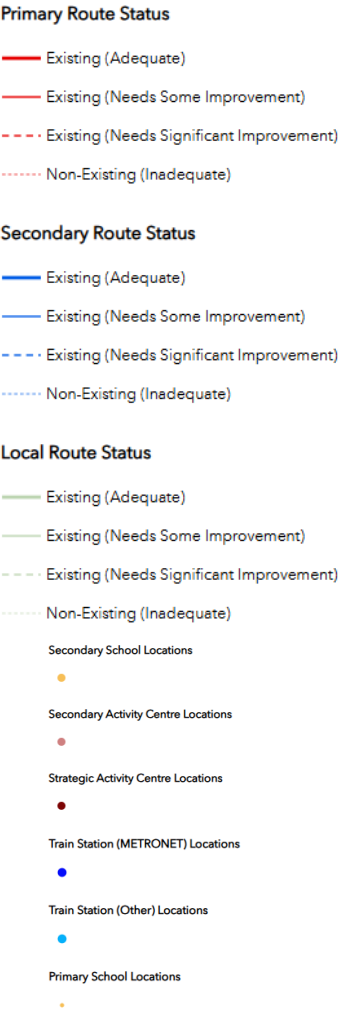 Primary Route Status
Existing (Adequate)
Existing (Needs Some Improvement)
Existing (Needs Significant Improvement)
Non-Existing (Inadequate)
Secondary Route Status
Existing (Adequate)
Existing (Needs Some Improvement)
Existing (Needs Significant Improvement)
Non-Existing (Inadequate)
Local Route Status
Existing (Adequate)
Existing (Needs Some Improvement)
Existing (Needs Significant Improvement)
Non-Existing (Inadequate)
Secondary School Locations
Secondary Activity Centre Locations
Strategic Activity Centre Locations
Train Station (METRONET) Locations
Train Station (Other) Locations
Primary School Locations